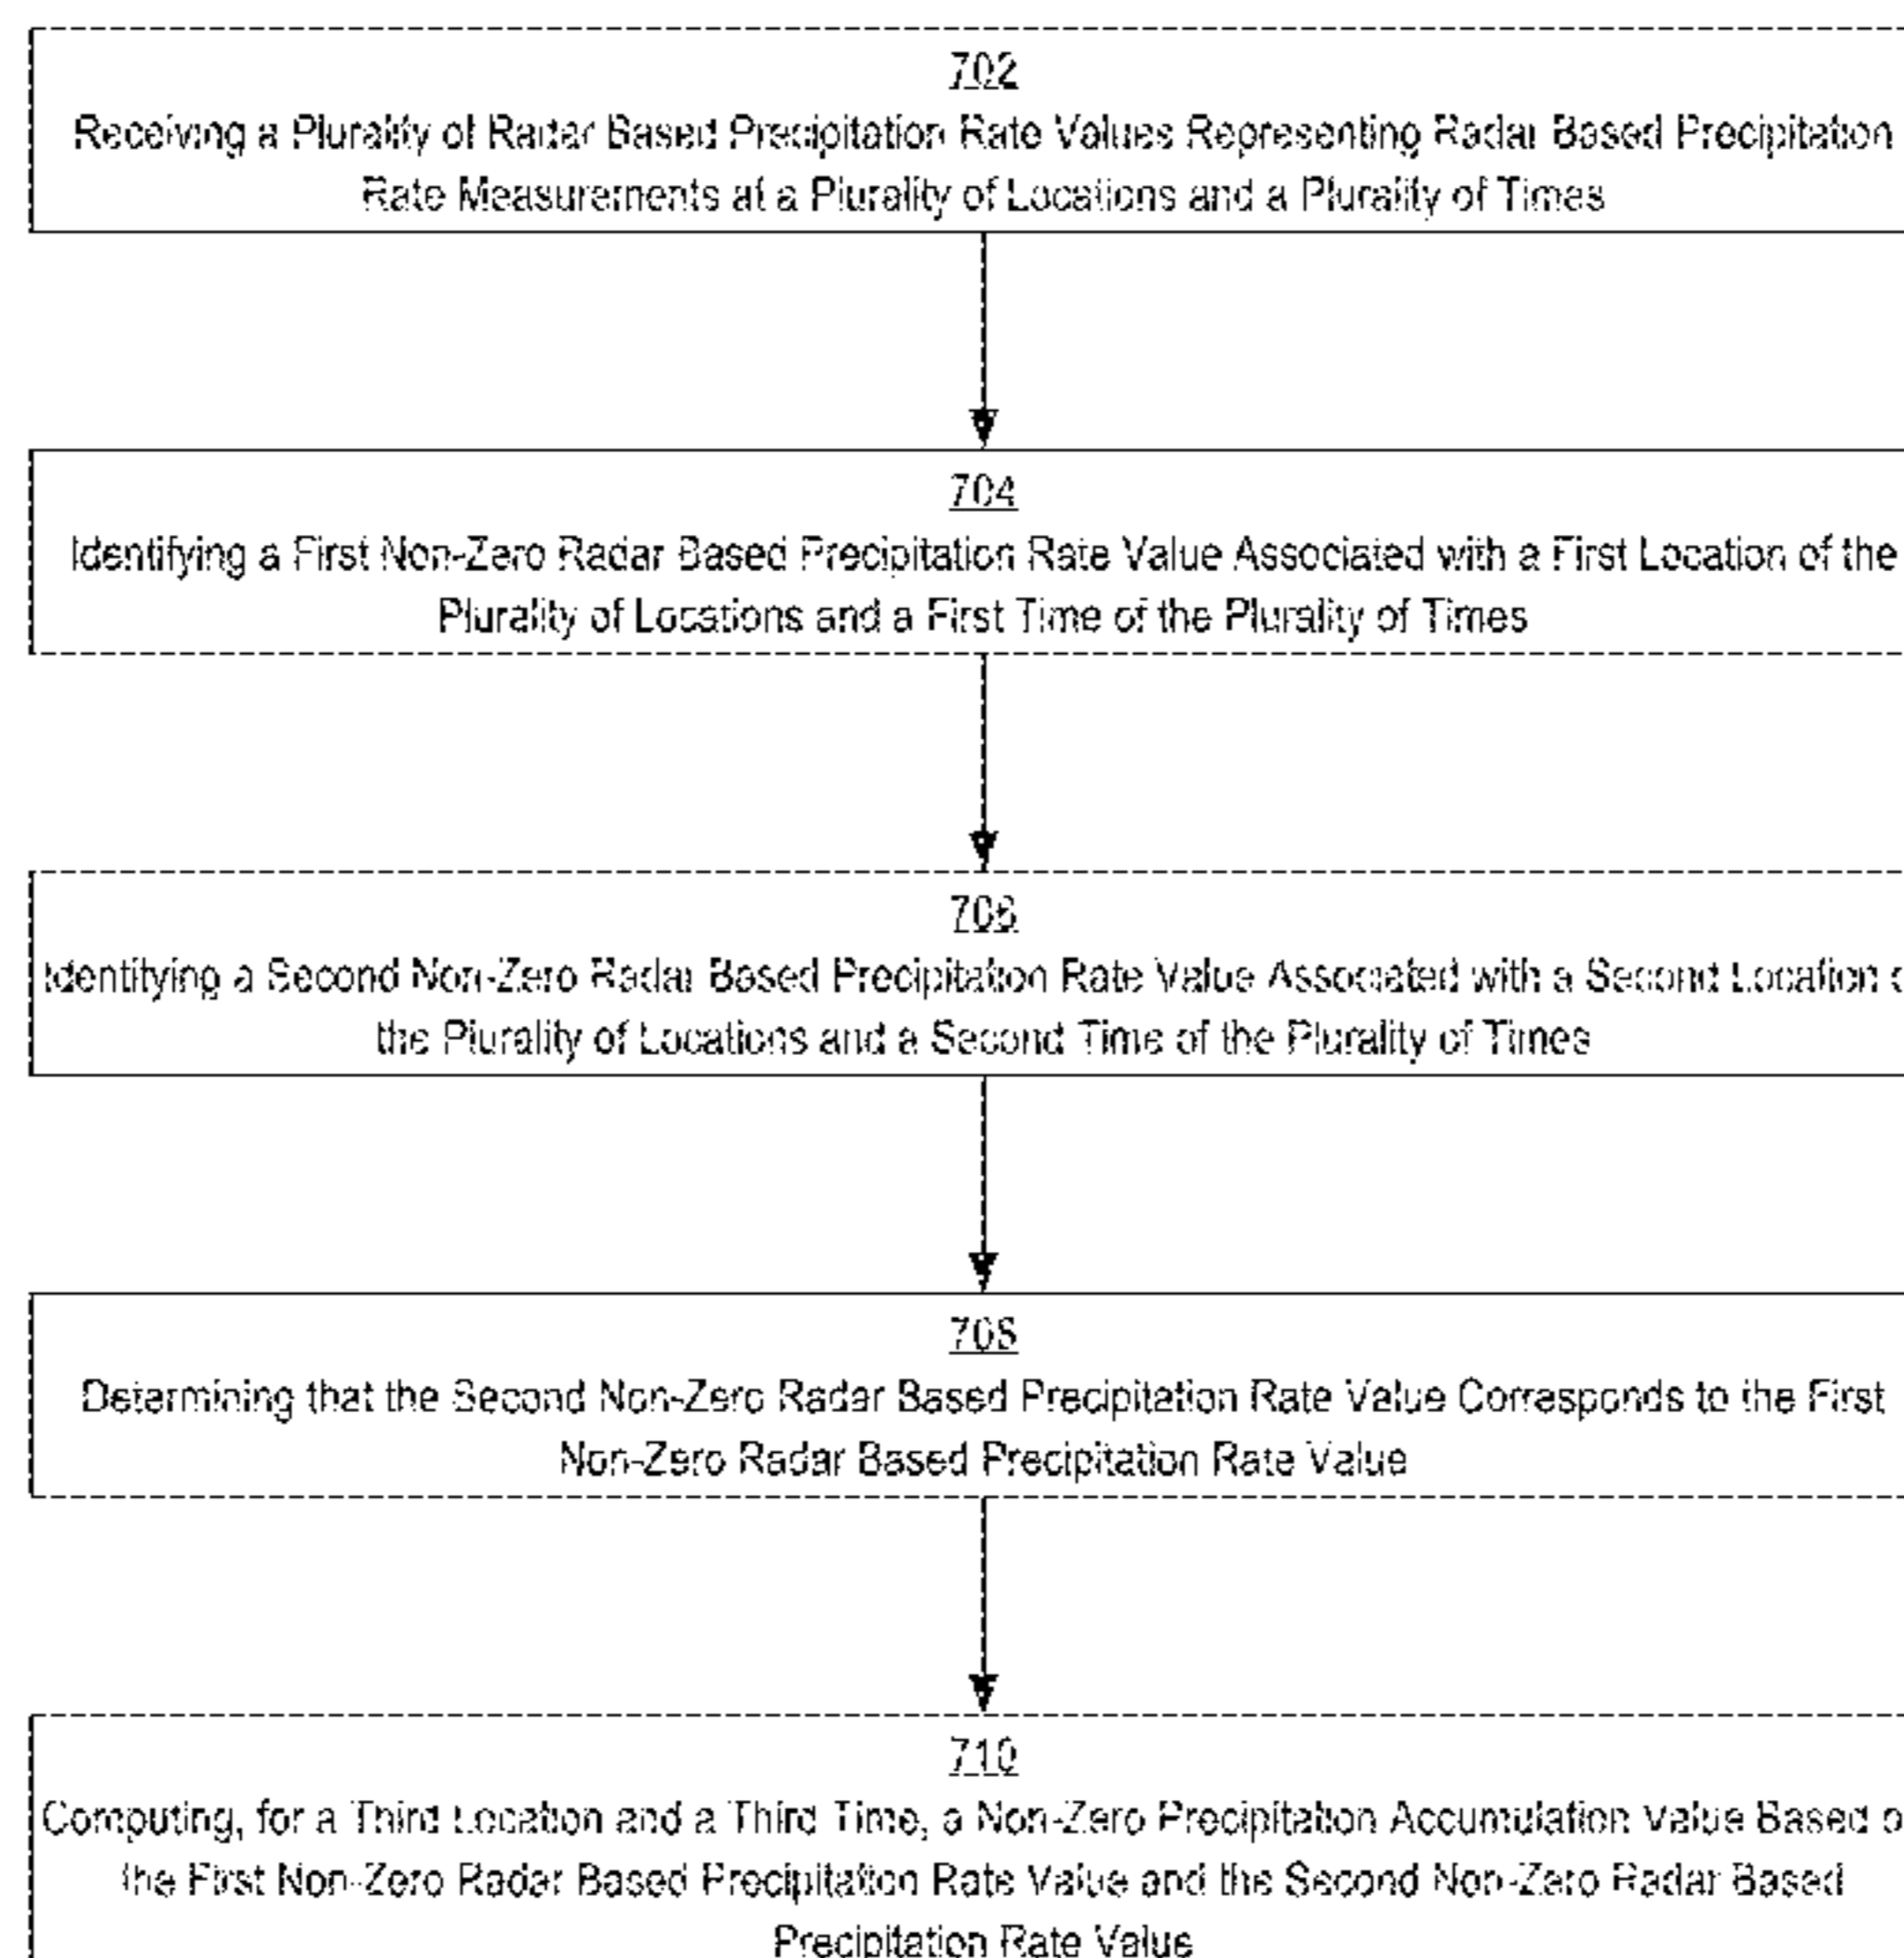 702
Receiving a Plurality of Radar Based Precipitation Rate Values Representing Radar Based Precipitation
Rate Measurements at a Plurality of Locations and a Plurality of Times
704
Identifying a First Non-Zero Radar Based Precipitation Rate Value Associated with a First Location of the
Plurality of Locations and a First Time of the Plurality of Times
706
Identifying a Second Non-Zero Radar Based Precipitation Rate Value Associated with a Second Location
the Plurality of Locations and a Second Time of the Plurality of Times
708
Determining that the Second Non-Zero Radar Based Precipitation Rate Value Corresponds to the First
Non-Zero Radar Based Precipitation Rate Value
710
Computing, for a Third Location and a Third Time, a Non-Zero Precipitation Accumulation Value Based
the First Non-Zero Radar Based Precipitation Rate Value and the Second Non-Zero Radar Based
Precipitation Rate Value